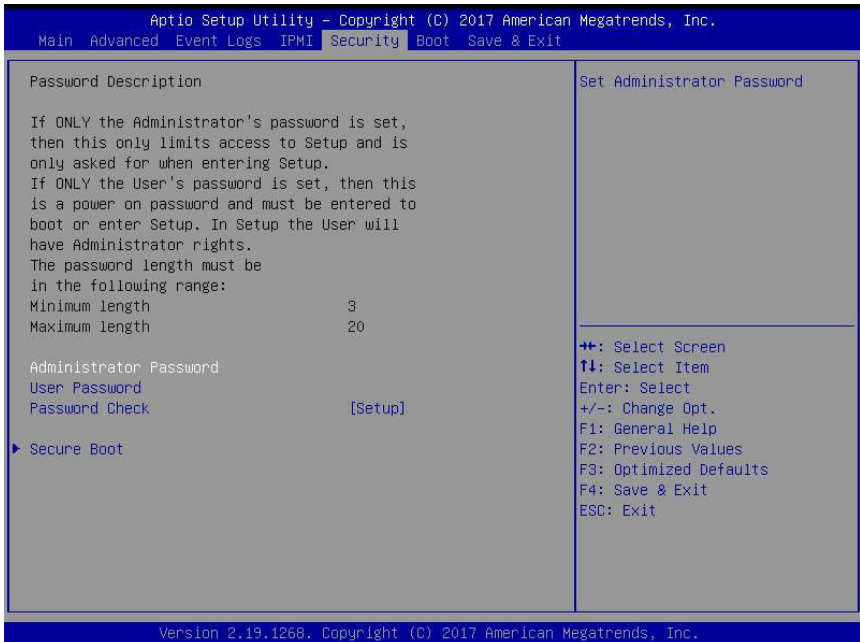 Aptio Setup Utility – Copyright (C) 2017 American Megatrends, Inc.
Main Advanced Event Logs IPMI Security Boot Save & Exit
Password Description
If ONLY the Administrator's password is set,
then this only limits access to Setup and is
only asked for when entering Setup.
If ONLY the User's password is set, then this
is a power on password and must be entered to
boot or enter Setup. In Setup the User will
have Administrator rights.
The password length must be
in the following range:
Minimum length 3
Maximum length 20
Administrator Password
User Password
Password Check [Setup]
Secure Boot
Set Administrator Password
→←: Select Screen
↑↓: Select Item
Enter: Select
+/-: Change Opt.
F1: General Help
F2: Previous Values
F3: Optimized Defaults
F4: Save & Exit
ESC: Exit
Version 2.19.1268. Copyright (C) 2017 American Megatrends, Inc.